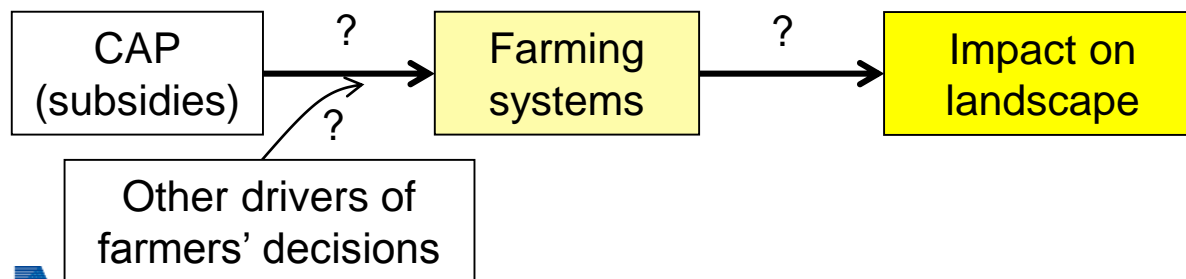 CAP
(subsidies)
?
?
Farming
systems
?
Impact on
landscape
Other drivers of
farmers’ decisions